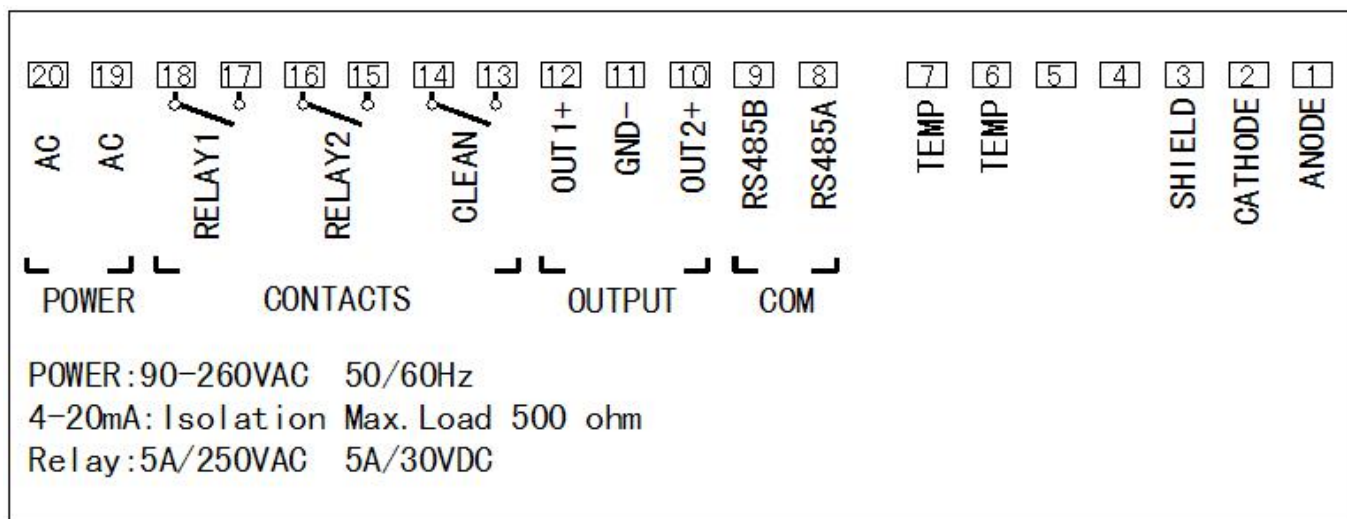 20 19 18 17 16 15 14 13 12 11 10 9 8 7 6 5 4 3 2 1
AC AC RELAY1 RELAY2 CLEAN OUT1+ GND- OUT2+ RS485B RS485A TEMP TEMP SHIELD CATHODE ANODE
POWER CONTACTS OUTPUT COM
POWER:90-260VAC 50/60Hz
4-20mA:Isolation Max.Load 500 ohm
Relay:5A/250VAC 5A/30VDC